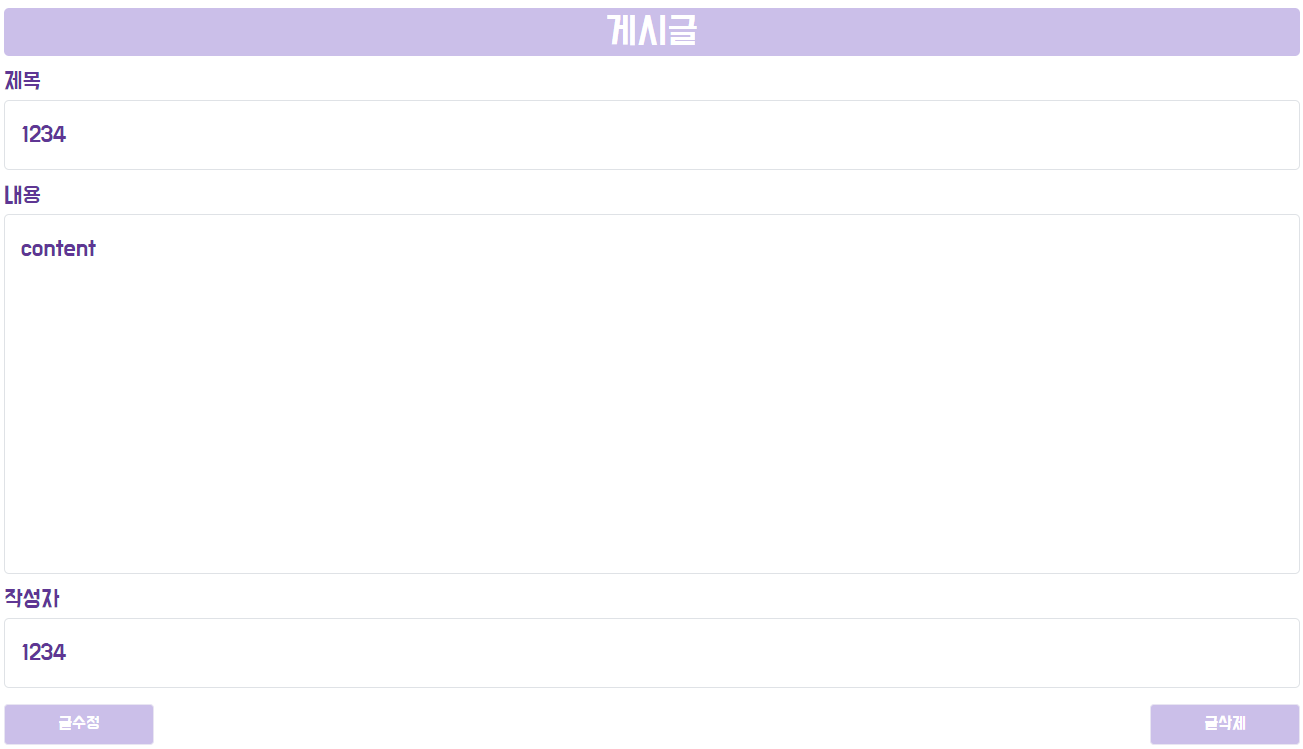 게시글
제목
1234
내용
content
작성자
1234
글수정 글삭제